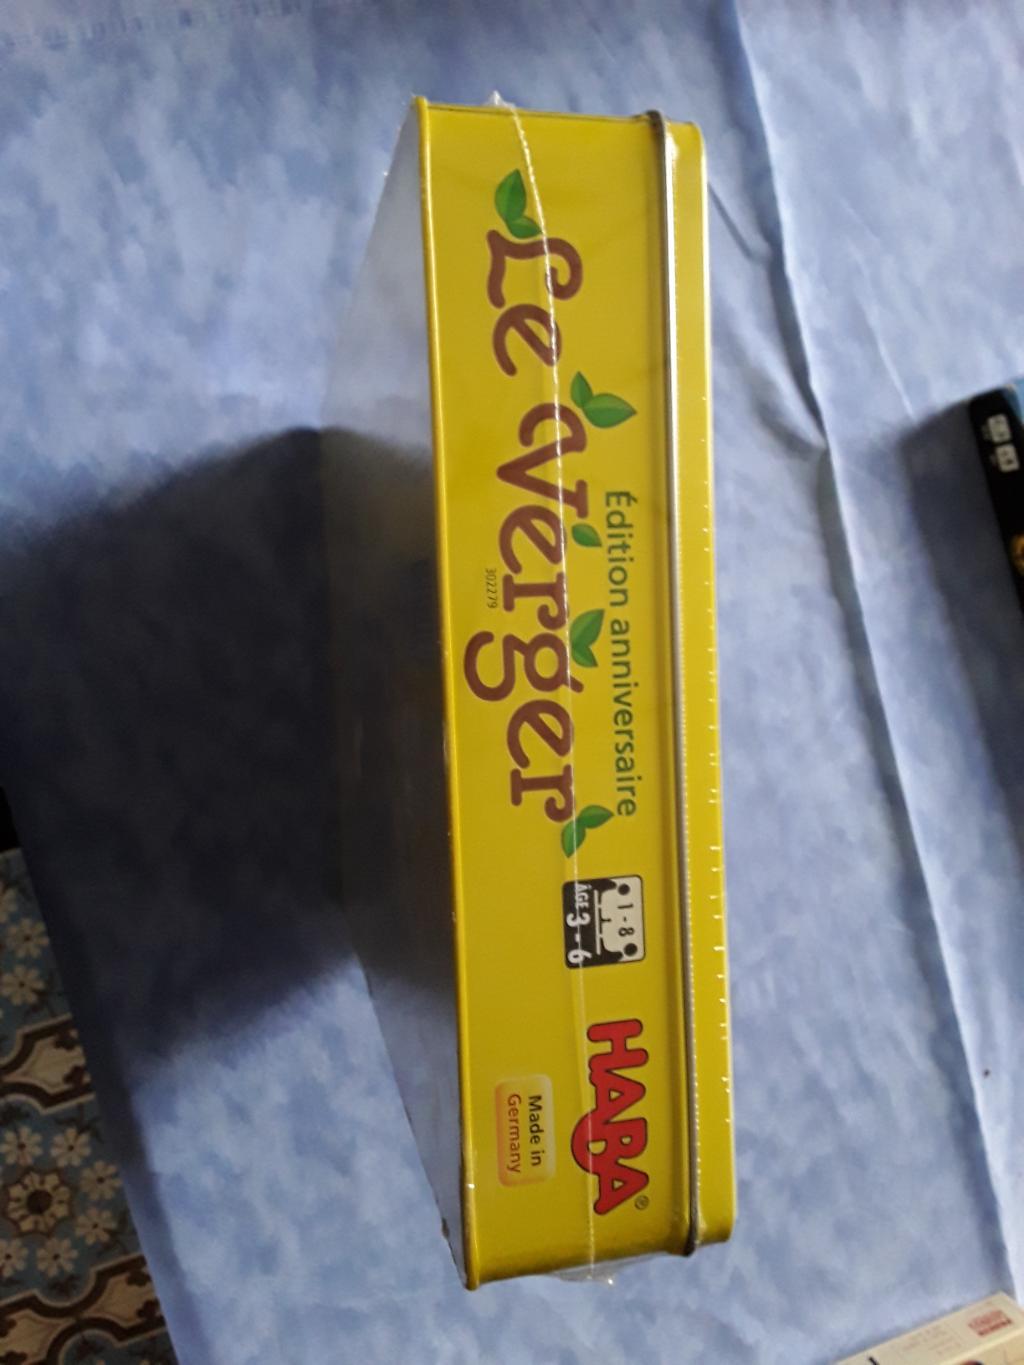 Édition anniversaire
Le Verger
302279
1-8
ÂGE 3-6
HABA®
Made in
Germany